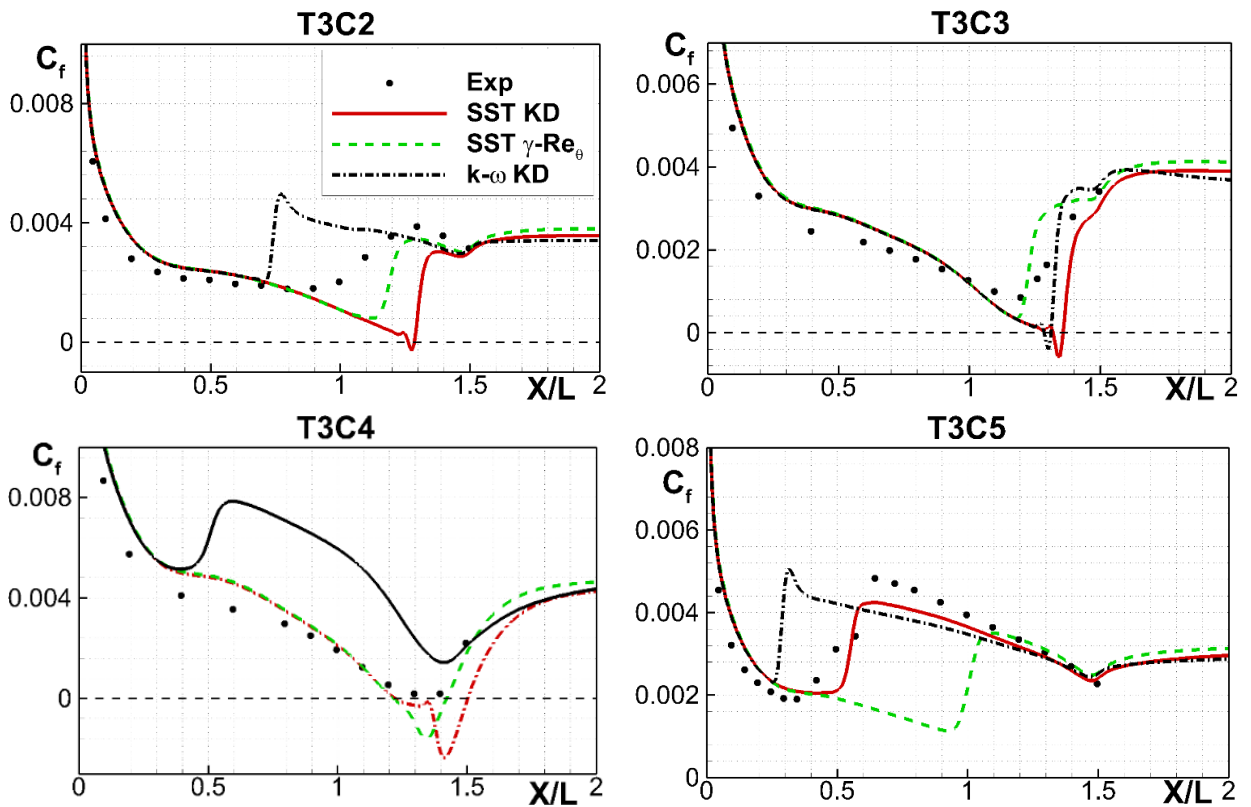 T3C2
C_f
0.008
0.004
0
Exp
SST KD
SST γ-Re_θ
k-ω KD
0 0.5 1 1.5 X/L 2
T3C3
C_f
0.006
0.004
0.002
0
0 0.5 1 X/L 1.5 2
T3C4
C_f
0.008
0.004
0
0 0.5 1 1.5 X/L 2
T3C5
0.008
C_f
0.006
0.004
0.002
0
0 0.5 1 1.5 X/L 2